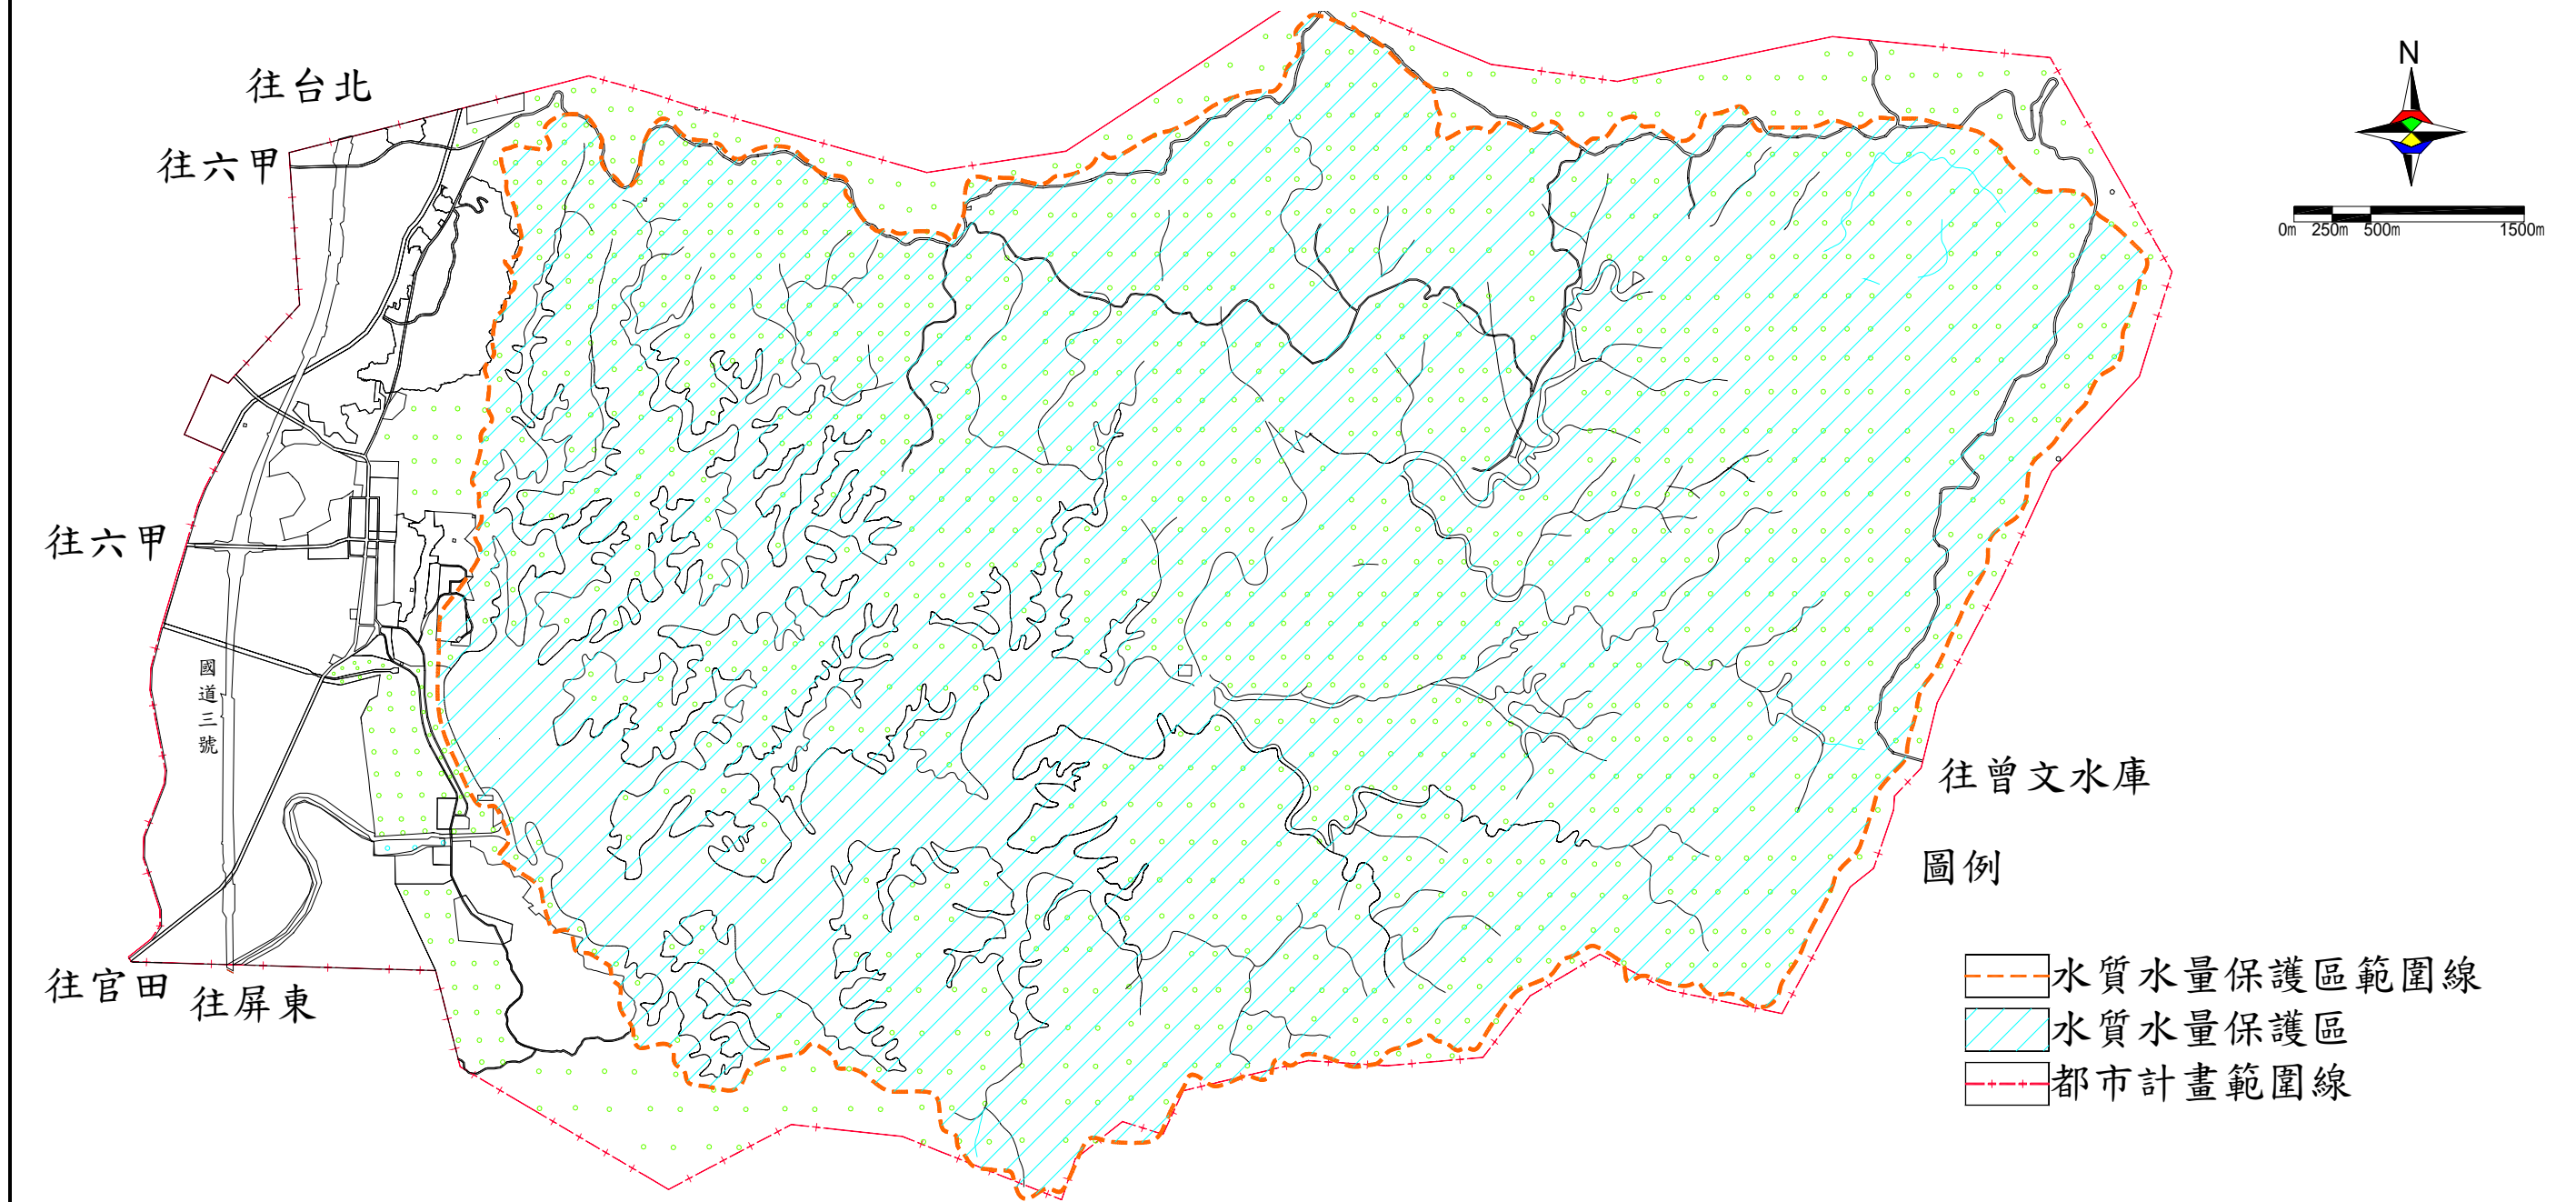 N
往台北
往六甲
0m 250m 500m 1500m
往六甲
國道三號
往曾文水庫
圖例
往官田
往屏東
水質水量保護區範圍線
水質水量保護區
都市計畫範圍線